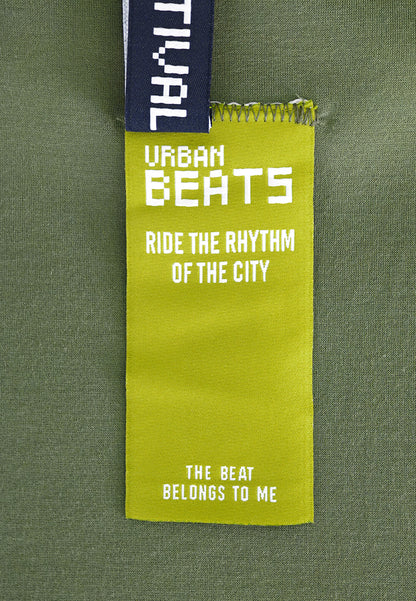 TIVAL
URBAN
BEATS
RIDE THE RHYTHM
OF THE CITY
THE BEAT
BELONGS TO ME